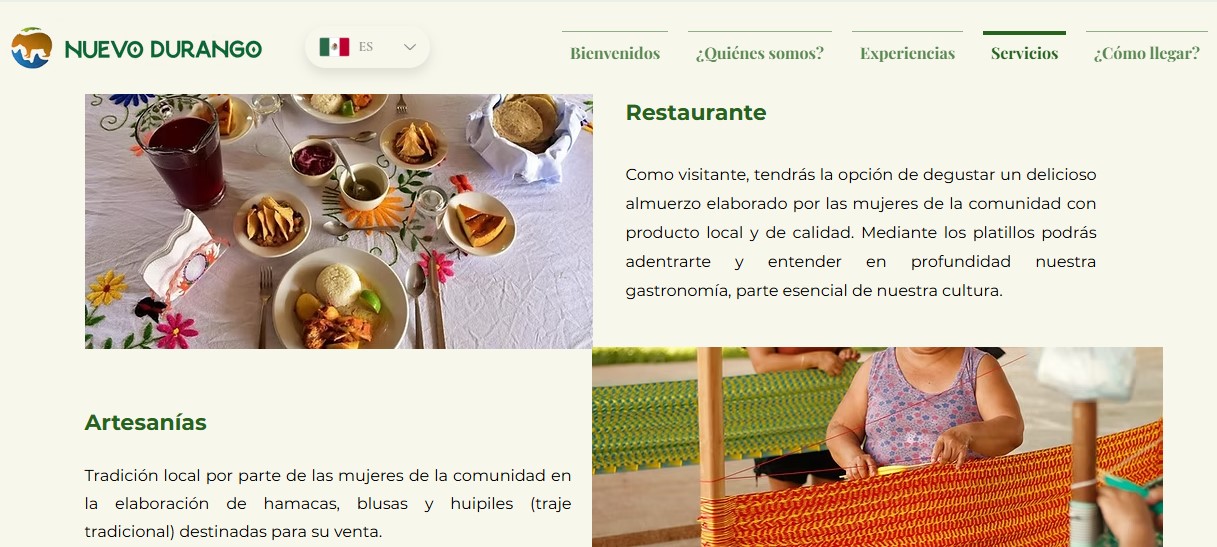 NUEVO DURANGO
ES
Bienvenidos
¿Quiénes somos?
Experiencias
Servicios
¿Cómo llegar?
Restaurante
Como visitante, tendrás la opción de degustar un delicioso
almuerzo elaborado por las mujeres de la comunidad con
producto local y de calidad. Mediante los platillos podrás
adentrarte y entender en profundidad nuestra
gastronomía, parte esencial de nuestra cultura.
Artesanías
Tradición local por parte de las mujeres de la comunidad en
la elaboración de hamacas, blusas y huipiles (traje
tradicional) destinadas para su venta.